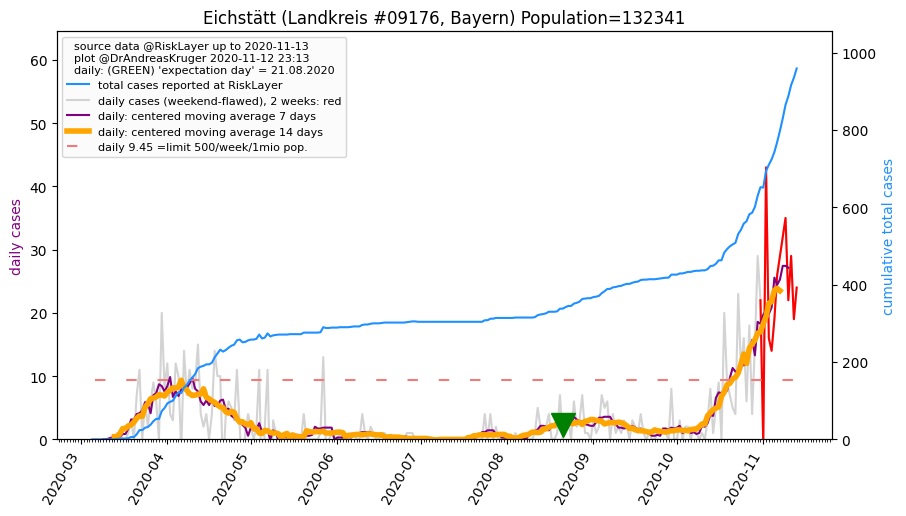 Eichstätt (Landkreis #09176, Bayern) Population=132341
source data @RiskLayer up to 2020-11-13
plot @DrAndreasKruger 2020-11-12 23:13
daily: (GREEN) 'expectation day' = 21.08.2020
total cases reported at RiskLayer
daily cases (weekend-flawed), 2 weeks: red
daily: centered moving average 7 days
daily: centered moving average 14 days
daily 9.45 =limit 500/week/1mio pop.
daily cases
60
50
40
30
20
10
0
cumulative total cases
1000
800
600
400
200
0
2020-03
2020-04
2020-05
2020-06
2020-07
2020-08
2020-09
2020-10
2020-11